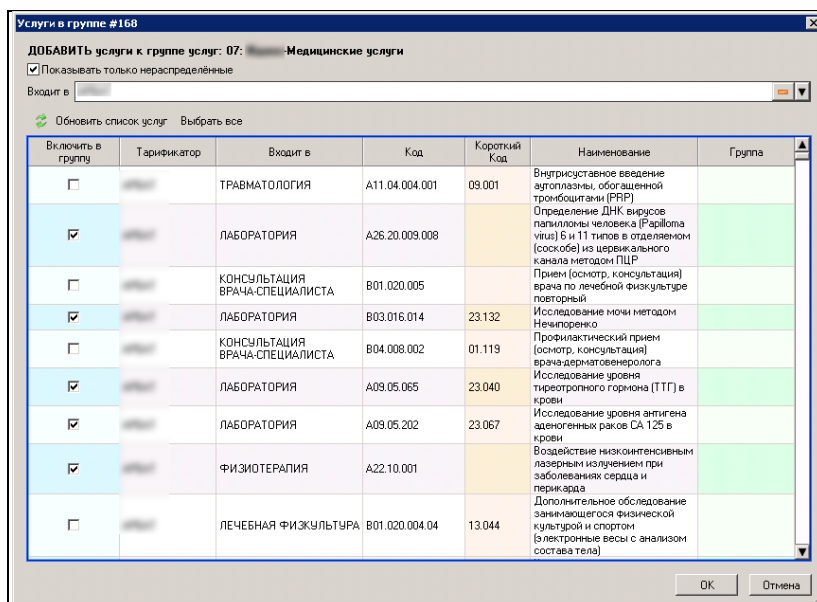 Услуги в группе #168
ДОБАВИТЬ услуги к группе услуг: 07: -Медицинские услуги
Показывать только нераспределённые
Входит в
Обновить список услуг Выбрать все
Включить в группу Тарификатор Входит в Код Короткий Код Наименование Группа
ТРАВМАТОЛОГИЯ A11.04.004.001 09.001 Внутрисуставное введение
аутоплазмы, обогащенной
тромбоцитами (PRP)
ЛАБОРАТОРИЯ A26.20.009.008 Определение ДНК вирусов
папилломы человека (Papilloma
virus) 6 и 11 типов в отделяемом
(соскобе) из цервикального
канала методом ПЦР
КОНСУЛЬТАЦИЯ
ВРАЧА-СПЕЦИАЛИСТА B01.020.005 Прием (осмотр, консультация)
врача по лечебной физкультуре
повторный
ЛАБОРАТОРИЯ B03.016.014 23.132 Исследование мочи методом
Нечипоренко
КОНСУЛЬТАЦИЯ
ВРАЧА-СПЕЦИАЛИСТА B04.008.002 01.119 Профилактический прием
(осмотр, консультация)
врача-дерматовенеролога
ЛАБОРАТОРИЯ A09.05.065 23.040 Исследование уровня
тиреотропного гормона (ТТГ) в
крови
ЛАБОРАТОРИЯ A09.05.202 23.067 Исследование уровня антигена
аденогенных раков CA 125 в
крови
ФИЗИОТЕРАПИЯ A22.10.001 Воздействие низкоинтенсивным
лазерным излучением при
заболеваниях сердца и
перикарда
ЛЕЧЕБНАЯ ФИЗКУЛЬТУРА B01.020.004.04 13.044 Дополнительное обследование
занимающегося физической
культурой и спортом
(электронные весы с анализом
состава тела)
OK Отмена